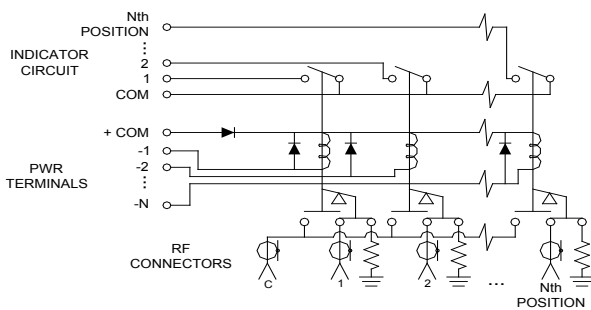 Nth
POSITION
INDICATOR
CIRCUIT
2
1
COM
+ COM
-1
-2
PWR
TERMINALS
-N
RF
CONNECTORS
C
1
2
...
Nth
POSITION